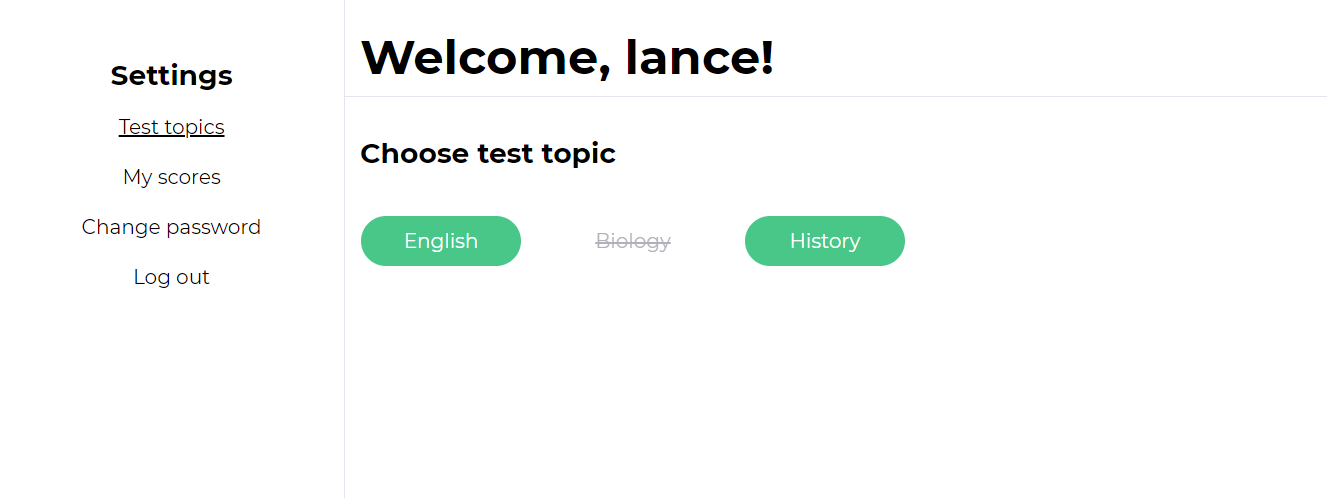 Settings
Test topics
My scores
Change password
Log out
Welcome, lance!
Choose test topic
English
Biology
History